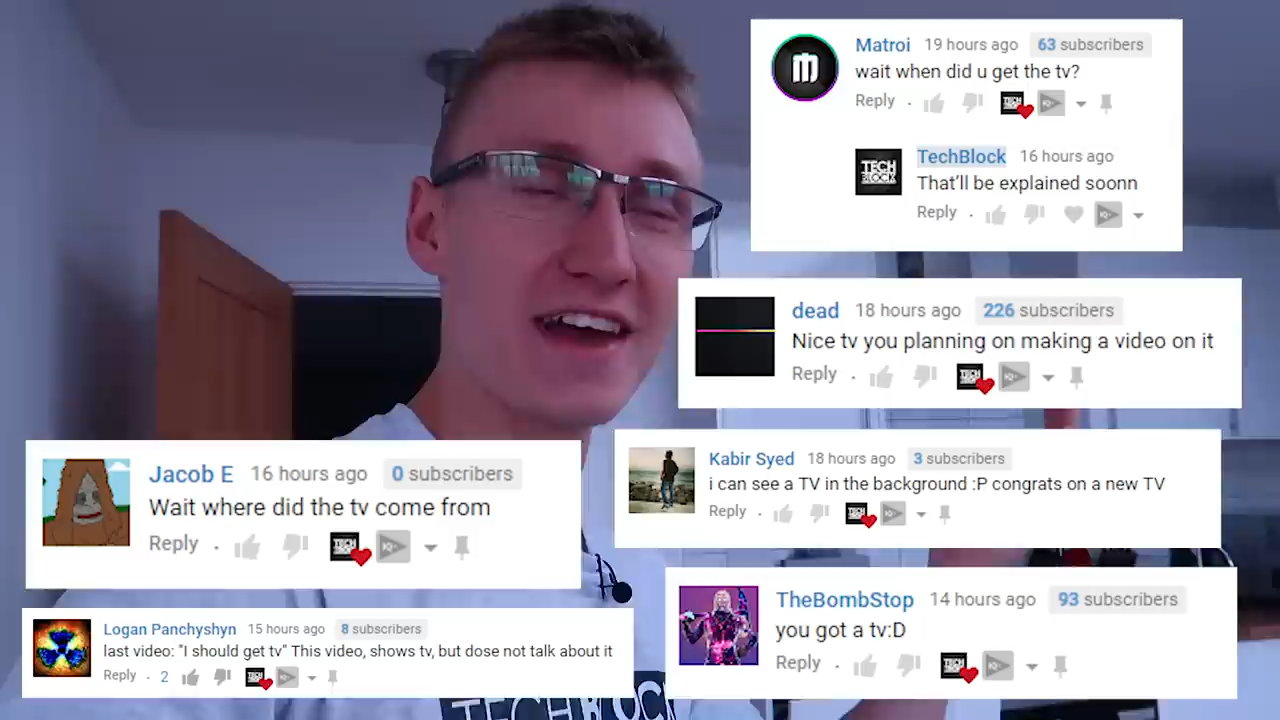 Matroi 19 hours ago 63 subscribers
wait when did u get the tv?
Reply
TECH BLOCK
TechBlock 16 hours ago
That'll be explained soonn
Reply
dead 18 hours ago 226 subscribers
Nice tv you planning on making a video on it
Reply
Jacob E 16 hours ago 0 subscribers
Wait where did the tv come from
Reply
Kabir Syed 18 hours ago 3 subscribers
i can see a TV in the background :P congrats on a new TV
Reply
Logan Panchyshyn 15 hours ago 8 subscribers
last video: "I should get tv" This video, shows tv, but dose not talk about it
Reply 2
TheBombStop 14 hours ago 93 subscribers
you got a tv:D
Reply
TECHBLOCK